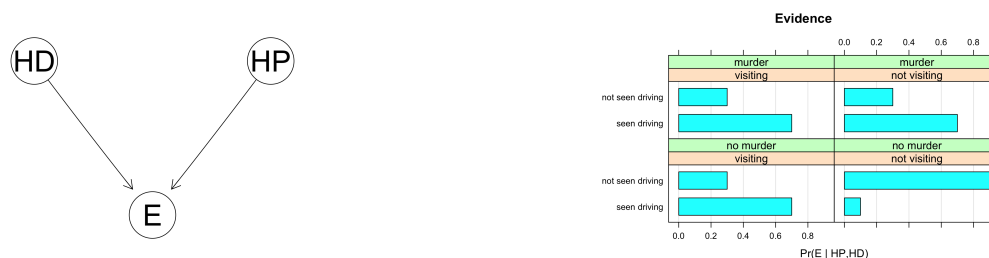 HD
HP
E
Evidence
0.0 0.2 0.4 0.6 0.8
murder murder
visiting not visiting
not seen driving
seen driving
no murder no murder
visiting not visiting
not seen driving
seen driving
0.0 0.2 0.4 0.6 0.8
Pr(E | HP,HD)